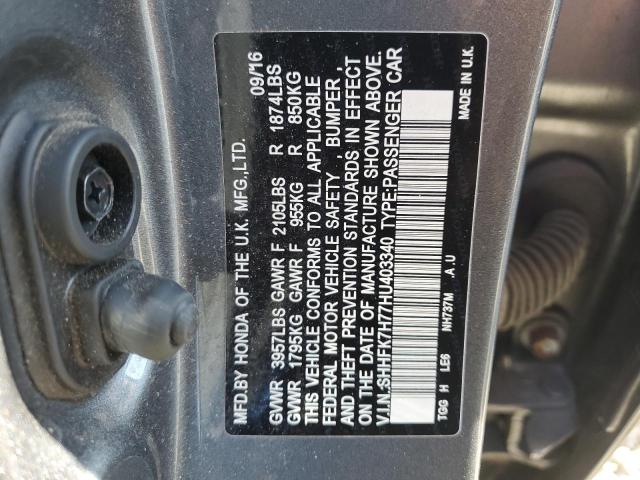 MFD.BY HONDA OF THE U.K. MFG.,LTD. 09/16
GVWR 3957LBS GAWR F 2105LBS R 1874LBS
GVWR 1795KG GAWR F 955KG R 850KG
THIS VEHICLE CONFORMS TO ALL APPLICABLE
FEDERAL MOTOR VEHICLE SAFETY , BUMPER ,
AND THEFT PREVENTION STANDARDS IN EFFECT
ON THE DATE OF MANUFACTURE SHOWN ABOVE.
V.I.N.:SHHFK7H77HU403340 TYPE:PASSENGER CAR
TGG H LE6 NH737M .A .U MADE IN U.K.